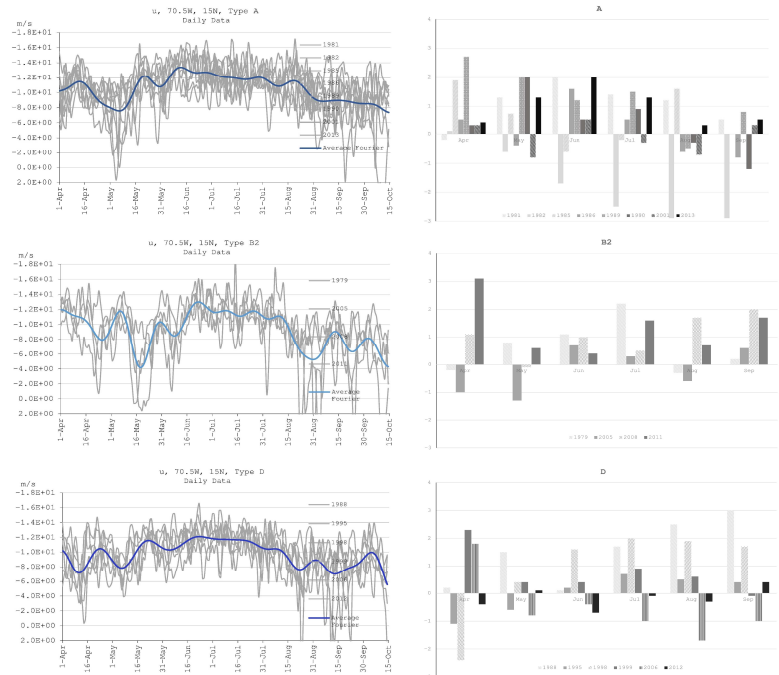 u, 70.5W, 15N, Type A
Daily Data
m/s
-1.8E+01
-1.6E+01
-1.4E+01
-1.2E+01
-1.0E+01
-8.0E+00
-6.0E+00
-4.0E+00
-2.0E+00
0.0E+00
2.0E+00
1981
1982
2013
Average Fourier
1-Apr
16-Apr
1-May
16-May
31-May
16-Jun
1-Jul
16-Jul
31-Jul
15-Aug
31-Aug
15-Sep
30-Sep
15-Oct
A
4
3
2
1
0
-1
-2
-3
Apr
May
Jun
Jul
Aug
Sep
1981 1982 1985 1986 1989 1990 2001 2013
u, 70.5W, 15N, Type B2
Daily Data
m/s
-1.8E+01
-1.6E+01
-1.4E+01
-1.2E+01
-1.0E+01
-8.0E+00
-6.0E+00
-4.0E+00
-2.0E+00
0.0E+00
2.0E+00
1979
2005
2011
Average
Fourier
1-Apr
16-Apr
1-May
16-May
31-May
16-Jun
1-Jul
16-Jul
31-Jul
15-Aug
31-Aug
15-Sep
30-Sep
15-Oct
B2
4
3
2
1
0
-1
-2
-3
Apr
May
Jun
Jul
Aug
Sep
1979 2005 2008 2011
u, 70.5W, 15N, Type D
Daily Data
m/s
-1.8E+01
-1.6E+01
-1.4E+01
-1.2E+01
-1.0E+01
-8.0E+00
-6.0E+00
-4.0E+00
-2.0E+00
0.0E+00
2.0E+00
1988
1995
1998
2006
Average
Fourier
1-Apr
16-Apr
1-May
16-May
31-May
16-Jun
1-Jul
16-Jul
31-Jul
15-Aug
31-Aug
15-Sep
30-Sep
15-Oct
D
4
3
2
1
0
-1
-2
-3
Apr
May
Jun
Jul
Aug
Sep
1988 1995 1998 1999 2006 2012